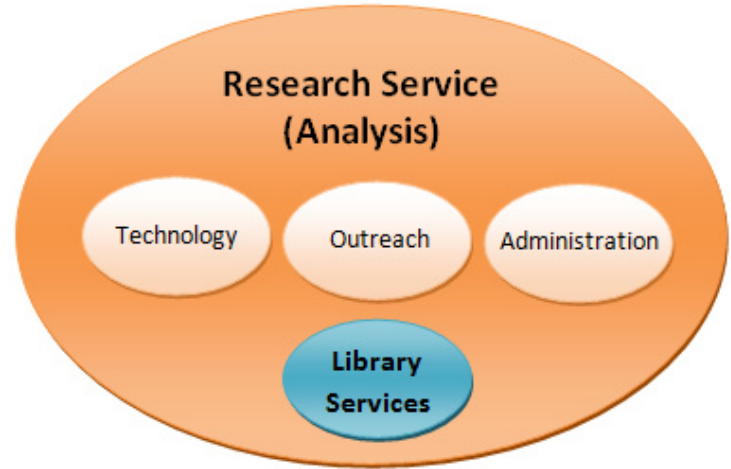 Research Service
(Analysis)
Technology
Outreach
Administration
Library
Services